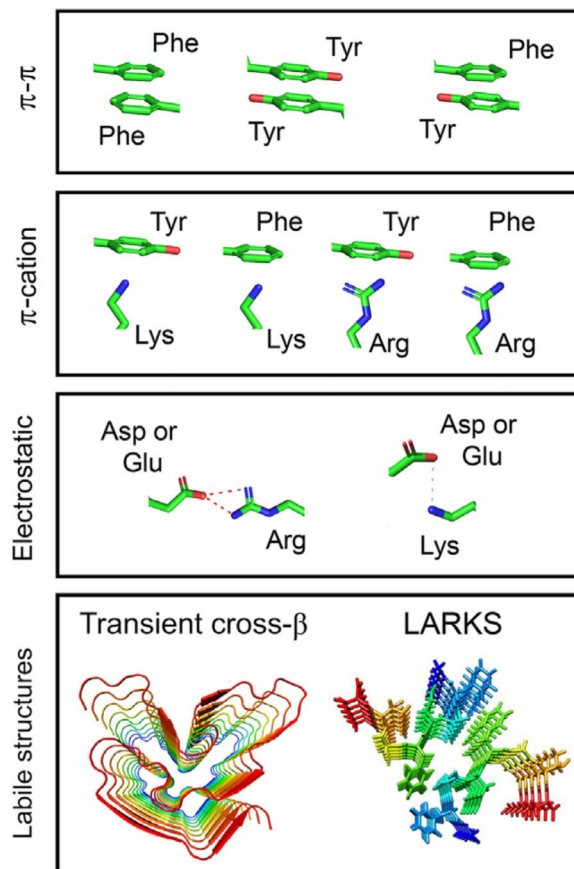 π-π
Phe
Tyr
Phe
Phe
Tyr
Tyr
π-cation
Tyr
Phe
Tyr
Phe
Lys
Lys
Arg
Arg
Electrostatic
Asp or
Glu
Arg
Asp or
Glu
Lys
Labile structures
Transient cross-β
LARKS